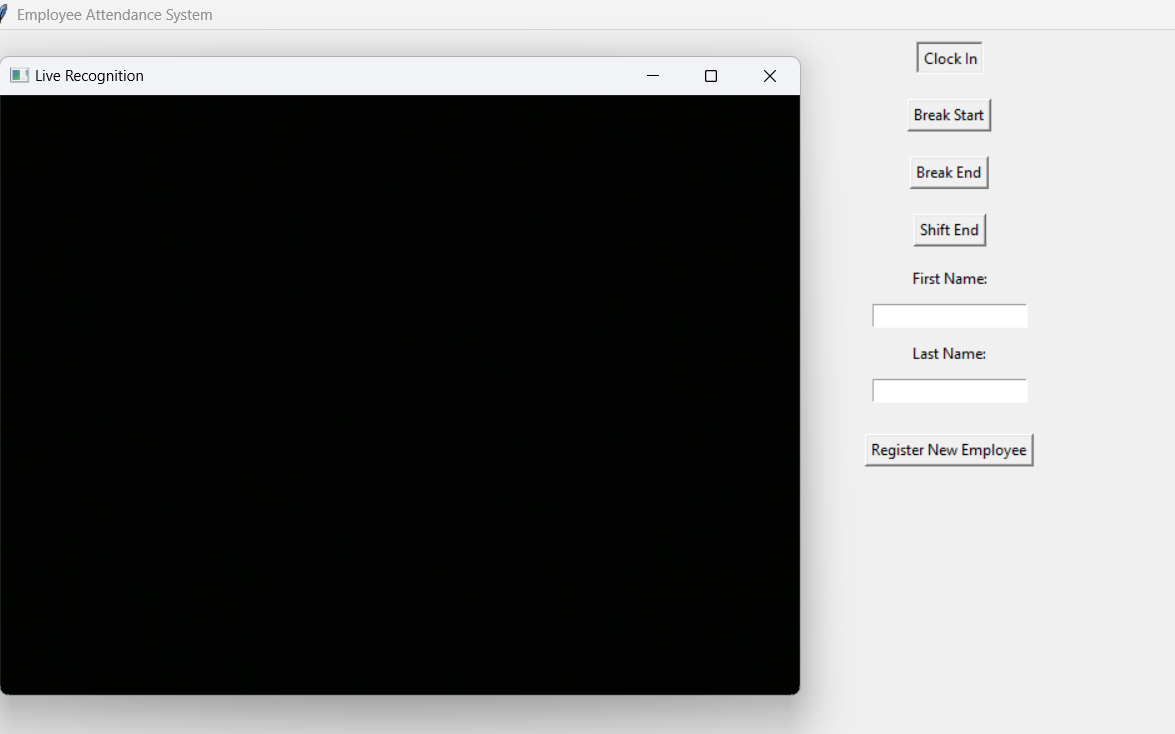 Employee Attendance System
Live Recognition
Clock In
Break Start
Break End
Shift End
First Name:
Last Name:
Register New Employee